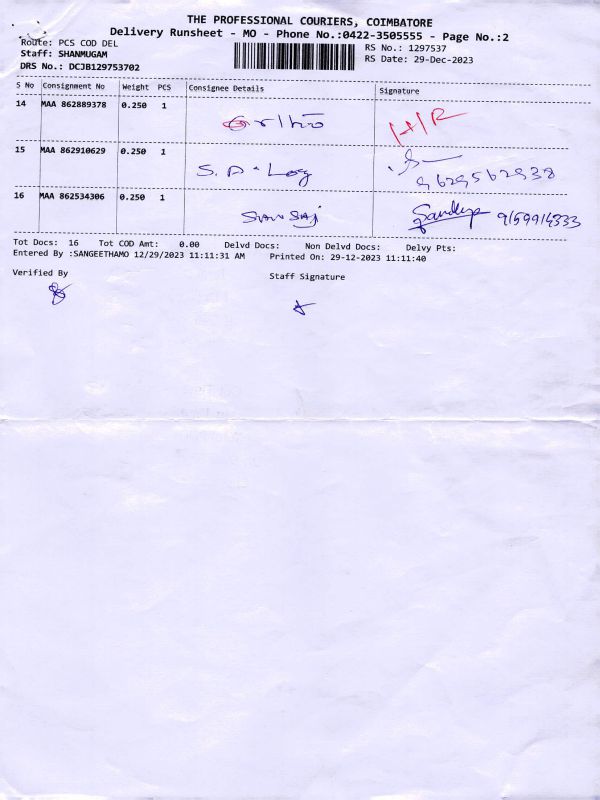 THE PROFESSIONAL COURIERS, COIMBATORE
Delivery Runsheet - MO - Phone No.:0422-3505555 - Page No.:2
Route: PCS COD DEL
RS No.: 1297537
Staff: SHANMUGAM
RS Date: 29-Dec-2023
DRS No.: DCJB129753702
S No Consignment No Weight PCS Consignee Details Signature
14 MAA 862889378 0.250 1
15 MAA 862910629 0.250 1 S. D. Log 9629562938
16 MAA 862534306 0.250 1 9159914333
Tot Docs: 16 Tot COD Amt: 0.00 Delvd Docs: Non Delvd Docs: Delvy Pts:
Entered By :SANGEETHAMO 12/29/2023 11:11:31 AM Printed On: 29-12-2023 11:11:40
Verified By
Staff Signature